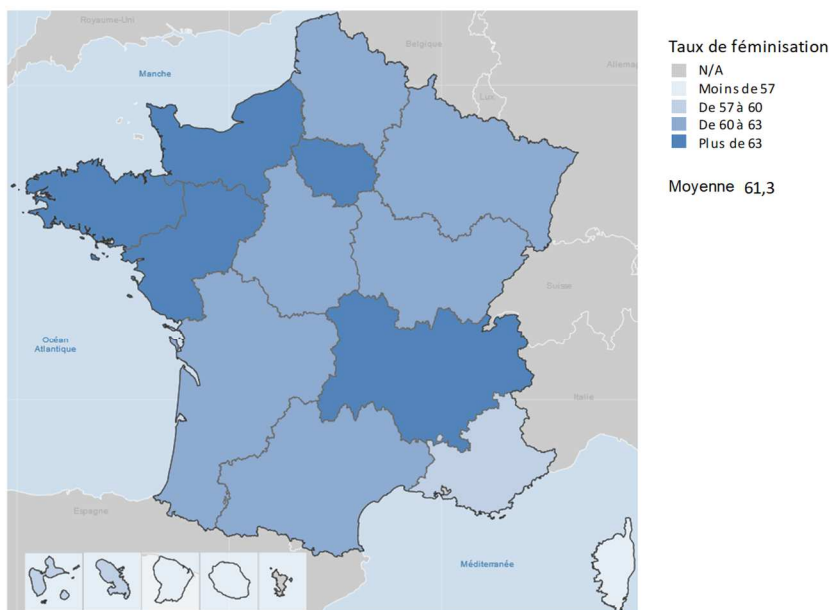 Royaume-Uni
Belgique
Manche
Allemag
Lux
Suisse
Océan
Atlantique
Italie
Espagne
Méditerranée
Taux de féminisation
N/A
Moins de 57
De 57 à 60
De 60 à 63
Plus de 63
Moyenne 61,3